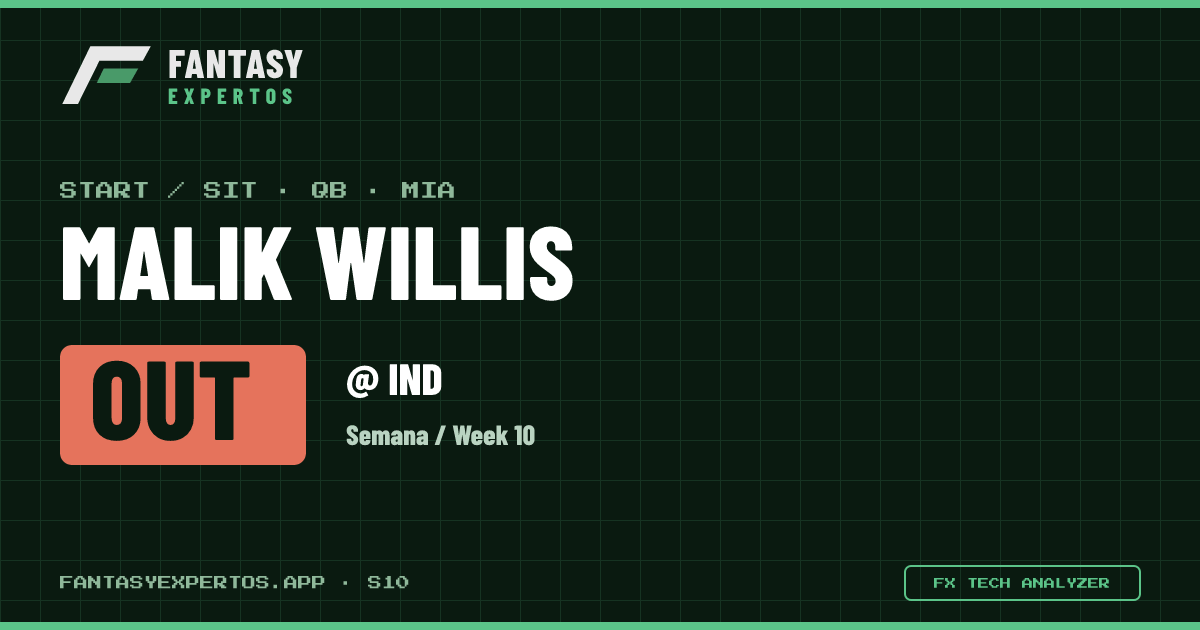 FANTASY
EXPERTOS
START / SIT · QB · MIA
MALIK WILLIS
OUT
@ IND
Semana / Week 10
FANTASYEXPERTOS.APP · S10
FX TECH ANALYZER